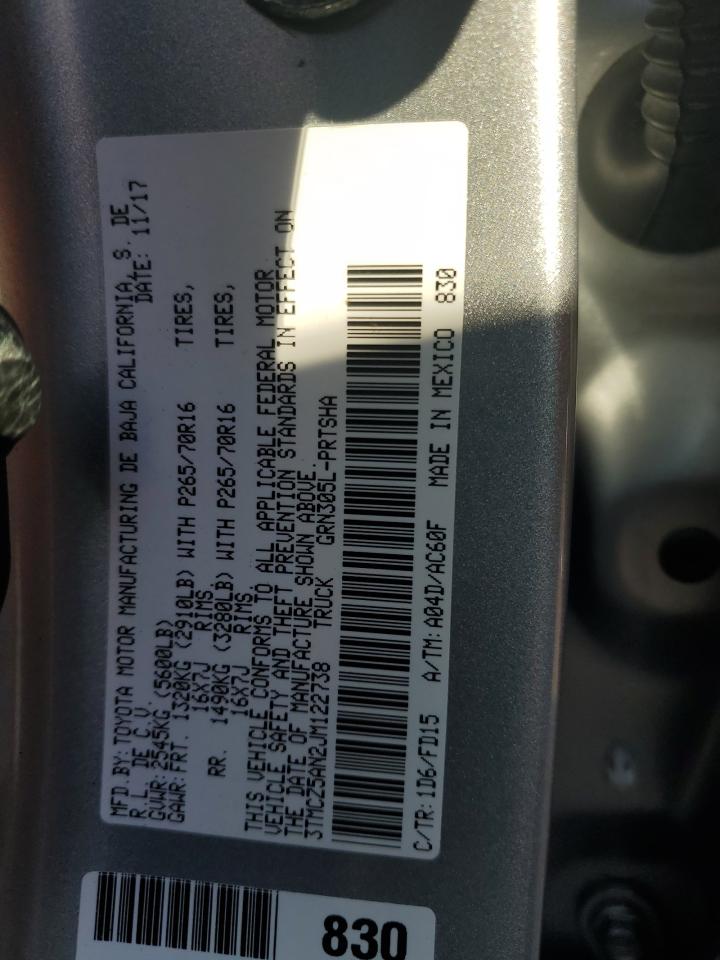 MFD.BY: TOYOTA MOTOR MANUFACTURING DE BAJA CALIFORNIA, S. DE
R.L. DE C.V. DATE: 11/17
GVWR: 2545KG (5600LB)
GAWR: FRT. 1320KG (2910LB) WITH P265/70R16 TIRES,
16X7J RIMS,
RR. 1490KG (3280LB) WITH P265/70R16 TIRES,
16X7J RIMS.
THIS VEHICLE CONFORMS TO ALL APPLICABLE FEDERAL MOTOR
VEHICLE SAFETY AND THEFT PREVENTION STANDARDS IN EFFECT ON
THE DATE OF MANUFACTURE SHOWN ABOVE.
3TMCZ5AN2JM122738 TRUCK GRN305L-PRTSHA
C/TR: 1D6/FD15 A/TM: A04D/AC60F MADE IN MEXICO 830
830